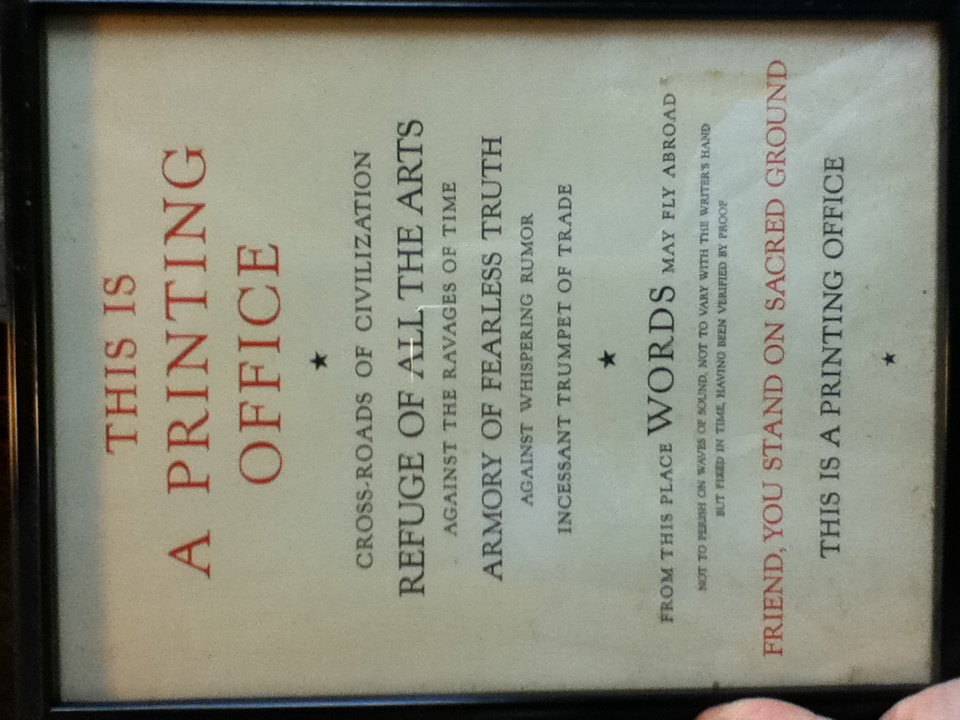 THIS IS
A PRINTING
OFFICE
★
CROSS-ROADS OF CIVILIZATION
REFUGE OF ALL THE ARTS
AGAINST THE RAVAGES OF TIME
ARMORY OF FEARLESS TRUTH
AGAINST WHISPERING RUMOR
INCESSANT TRUMPET OF TRADE
★
FROM THIS PLACE WORDS MAY FLY ABROAD
NOT TO PERISH ON WAVES OF SOUND, NOT TO VARY WITH THE WRITER'S HAND
BUT FIXED IN TIME, HAVING BEEN VERIFIED BY PROOF
FRIEND, YOU STAND ON SACRED GROUND
THIS IS A PRINTING OFFICE
★